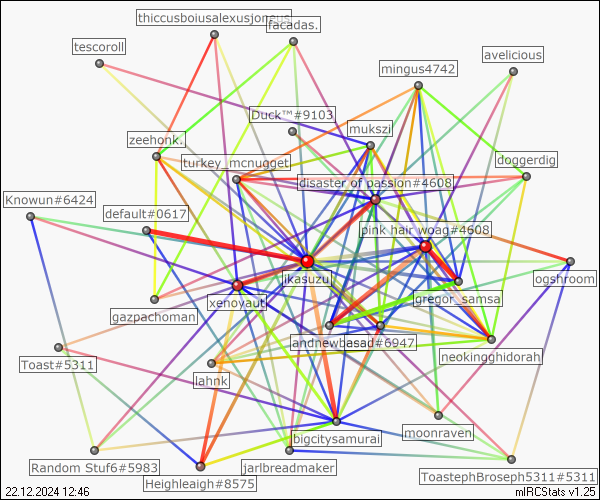 thiccusboiusalexusjoneus
facadas.
tescoroll
avelicious
mingus4742
Duck™#9103
mukszi
zeehonk.
turkey_mcnugget
doggerdig
disaster of passion#4608
Knowun#6424
default#0617
pink hair woag#4608
ikasuzu
ogshroom
xenoyaut
gregor_samsa
gazpachoman
andnewbasad#6947
neokingghidorah
Toast#5311
lahnk
moonraven
bigcitysamurai
Random Stuf6#5983
jarlbreadmaker
ToastephBroseph5311#5311
Heighleaigh#8575
22.12.2024 12:46
mIRCStats v1.25